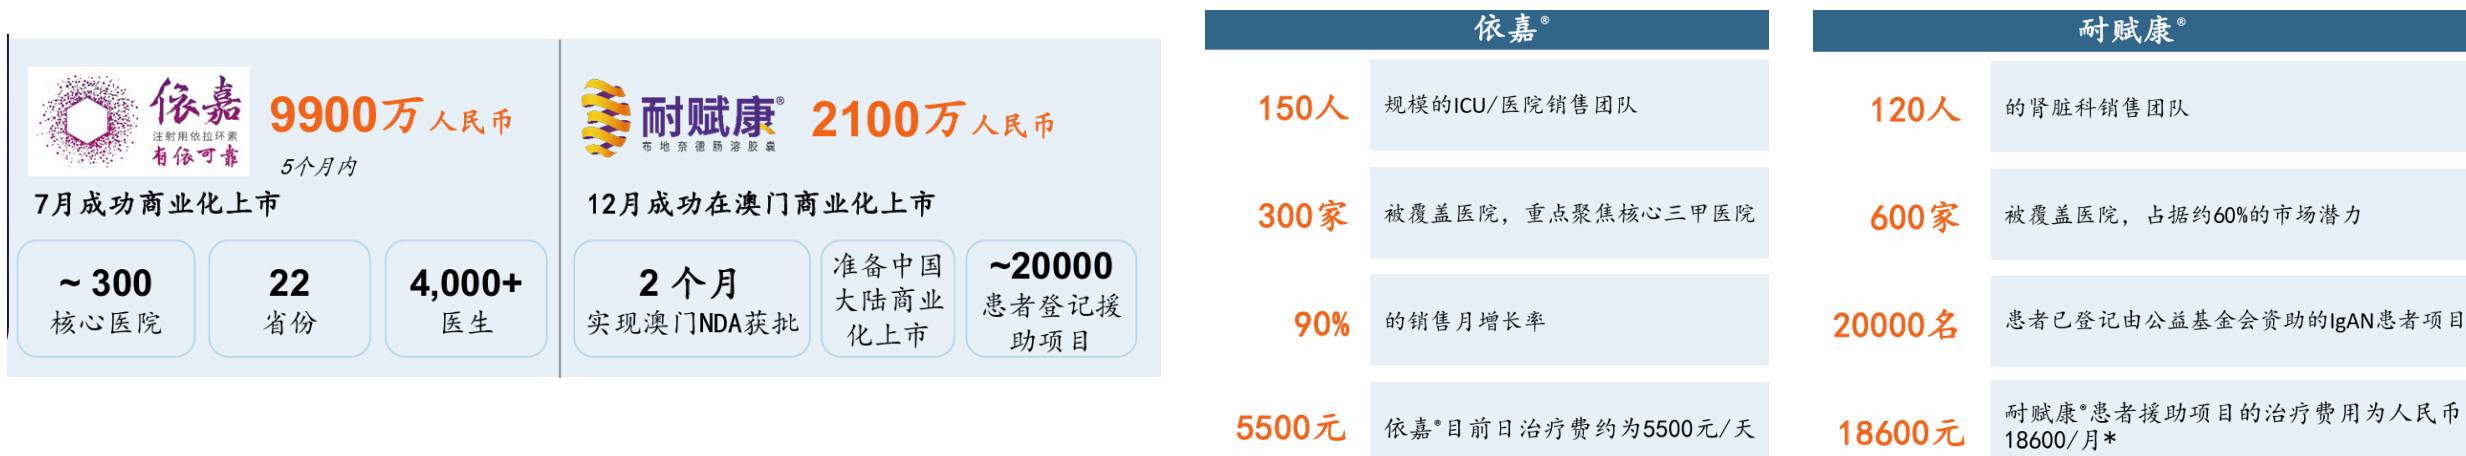 依嘉
注射用依拉环素
有依可靠
9900万人民币
5个月内
7月成功商业化上市
~ 300
核心医院
22
省份
4,000+
医生
耐赋康®
布地奈德肠溶胶囊
2100万人民币
12月成功在澳门商业化上市
2 个月
实现澳门NDA获批
准备中国
大陆商业
化上市
~20000
患者登记援
助项目
依嘉®
150人 规模的ICU/医院销售团队
300家 被覆盖医院，重点聚焦核心三甲医院
90% 的销售月增长率
5500元 依嘉®目前日治疗费约为5500元/天
耐赋康®
120人 的肾脏科销售团队
600家 被覆盖医院，占据约60%的市场潜力
20000名 患者已登记由公益基金会资助的IgAN患者项目
18600元 耐赋康®患者援助项目的治疗费用为人民币
18600/月*